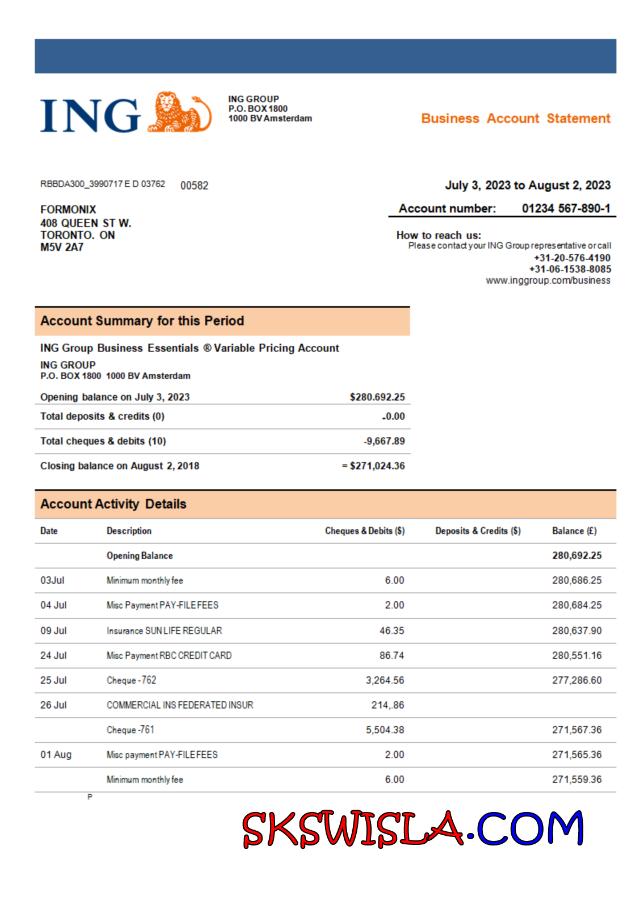 ING
ING GROUP
P.O. BOX 1800
1000 BV Amsterdam
Business Account Statement
RBBDA300_3990717 E D 03762 00582
July 3, 2023 to August 2, 2023
Account number: 01234 567-890-1
FORMONIX
408 QUEEN ST W.
TORONTO. ON
M5V 2A7
How to reach us:
Please contact your ING Group representative or call
+31-20-576-4190
+31-06-1538-8085
www.inggroup.com/business
Account Summary for this Period
ING Group Business Essentials ® Variable Pricing Account
ING GROUP
P.O. BOX 1800 1000 BV Amsterdam
Opening balance on July 3, 2023 $280.692.25
Total deposits & credits (0) -0.00
Total cheques & debits (10) -9,667.89
Closing balance on August 2, 2018 = $271,024.36
Account Activity Details
Date Description Cheques & Debits ($) Deposits & Credits ($) Balance (£)
Opening Balance 280,692.25
03Jul Minimum monthly fee 6.00 280,686.25
04 Jul Misc Payment PAY-FILE FEES 2.00 280,684.25
09 Jul Insurance SUN LIFE REGULAR 46.35 280,637.90
24 Jul Misc Payment RBC CREDIT CARD 86.74 280,551.16
25 Jul Cheque -762 3,264.56 277,286.60
26 Jul COMMERCIAL INS FEDERATED INSUR 214,.86
Cheque -761 5,504.38 271,567.36
01 Aug Misc payment PAY-FILE FEES 2.00 271,565.36
Minimum monthly fee 6.00 271,559.36
P
SKSWISLA.COM